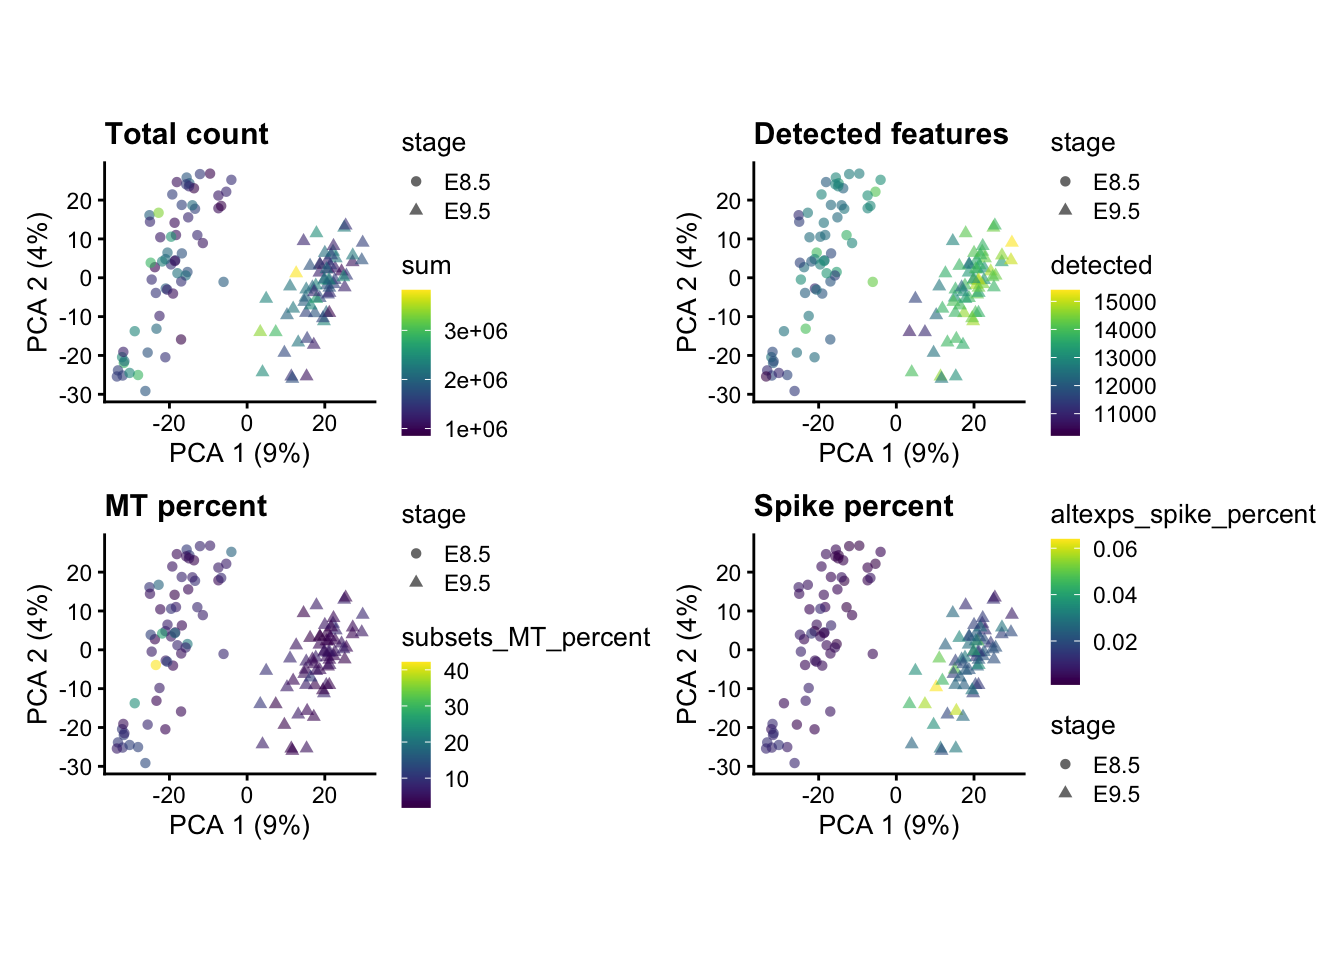 Total count
PCA 2 (4%)
20
10
0
-10
-20
-30
-20
0
20
PCA 1 (9%)
stage
E8.5
E9.5
sum
3e+06
2e+06
1e+06
Detected features
PCA 2 (4%)
20
10
0
-10
-20
-30
-20
0
20
PCA 1 (9%)
stage
E8.5
E9.5
detected
15000
14000
13000
12000
11000
MT percent
PCA 2 (4%)
20
10
0
-10
-20
-30
-20
0
20
PCA 1 (9%)
stage
E8.5
E9.5
subsets_MT_percent
40
30
20
10
Spike percent
PCA 2 (4%)
20
10
0
-10
-20
-30
-20
0
20
PCA 1 (9%)
altexps_spike_percent
0.06
0.04
0.02
stage
E8.5
E9.5